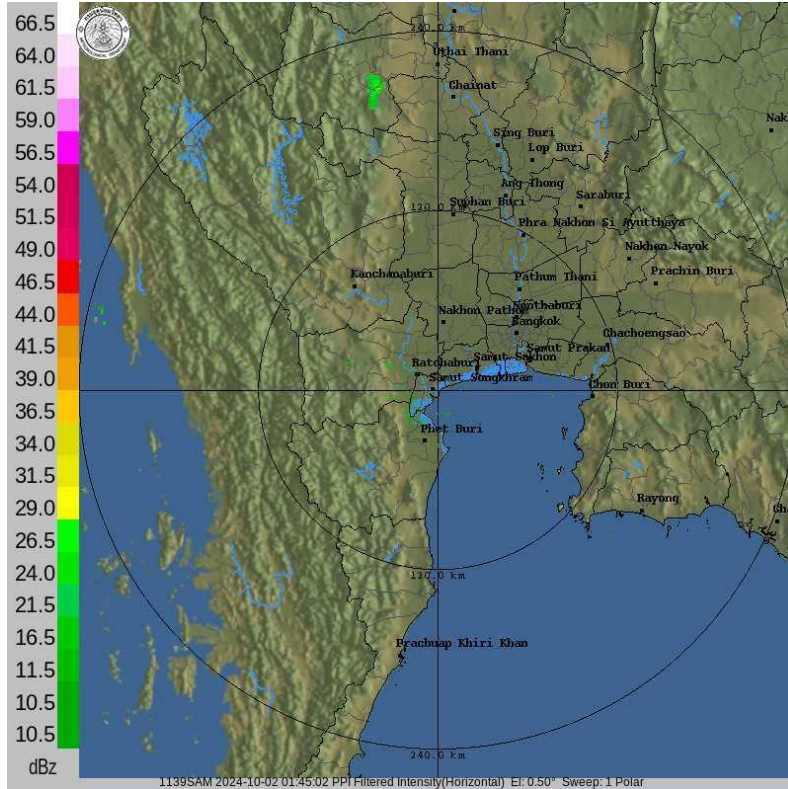 66.5
64.0
61.5
59.0
56.5
54.0
51.5
49.0
46.5
44.0
41.5
39.0
36.5
34.0
31.5
29.0
26.5
24.0
21.5
16.5
11.5
10.5
10.5
dBz
240.0 km
Uthai Thani
Chainat
Nak
Sing Buri
Lop Buri
Ang Thong
Saraburi
Suphan Buri
120.0 km
Phra Nakhon Si Ayutthaya
Nakhon Nayok
Kanchanaburi
Pathum Thani
Prachin Buri
Nakhon Pathom
Nonthaburi
Bangkok
Chachoengsao
Samut Prakan
Samut Sakhon
Ratchaburi
Samut Songkhram
Chon Buri
Phet Buri
Rayong
Cha
120.0 km
Prachuap Khiri Khan
240.0 km
1139SAM 2024-10-02 01:45:02 PPI Filtered Intensity(Horizontal) El: 0.50° Sweep: 1 Polar